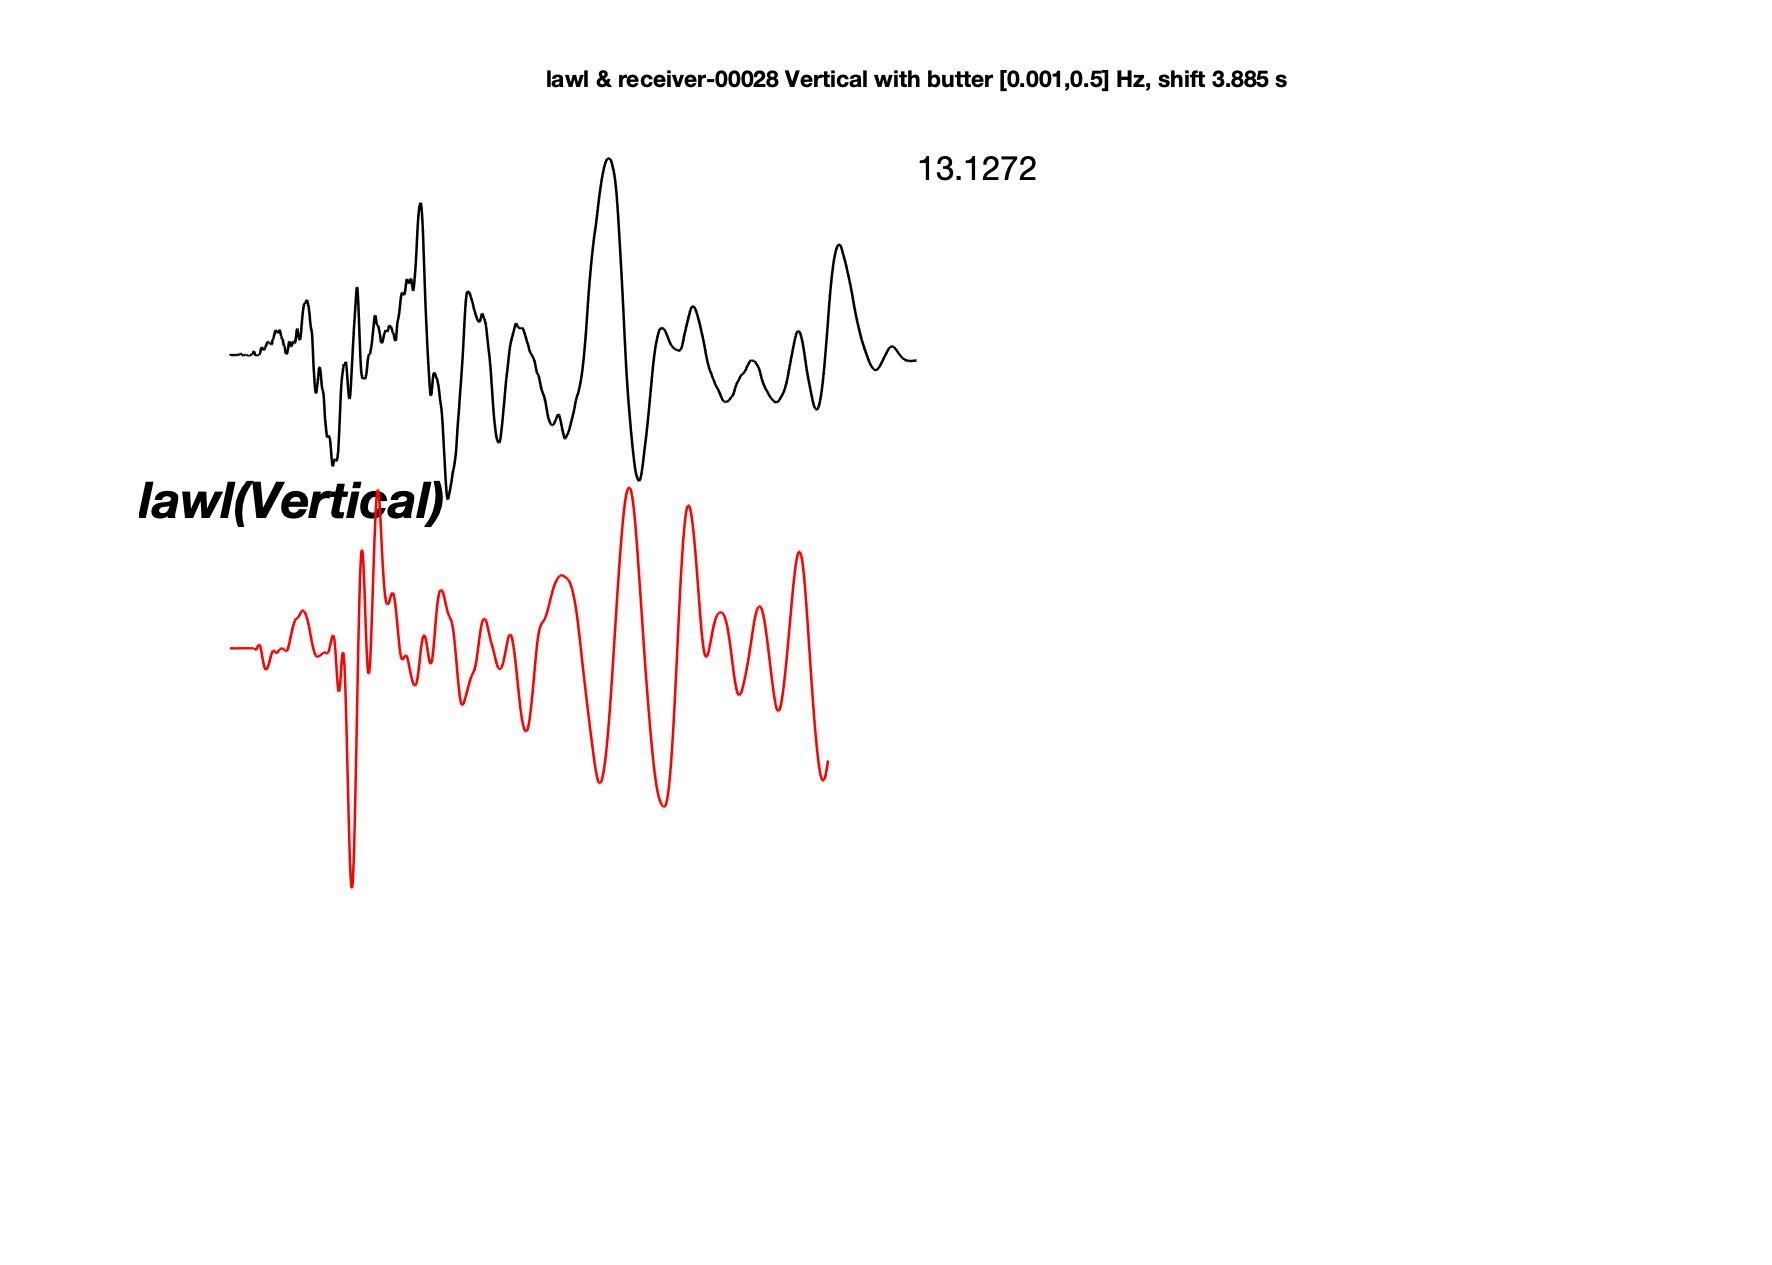 lawl & receiver-00028 Vertical with butter [0.001,0.5] Hz, shift 3.885 s
13.1272
lawl(Vertical)